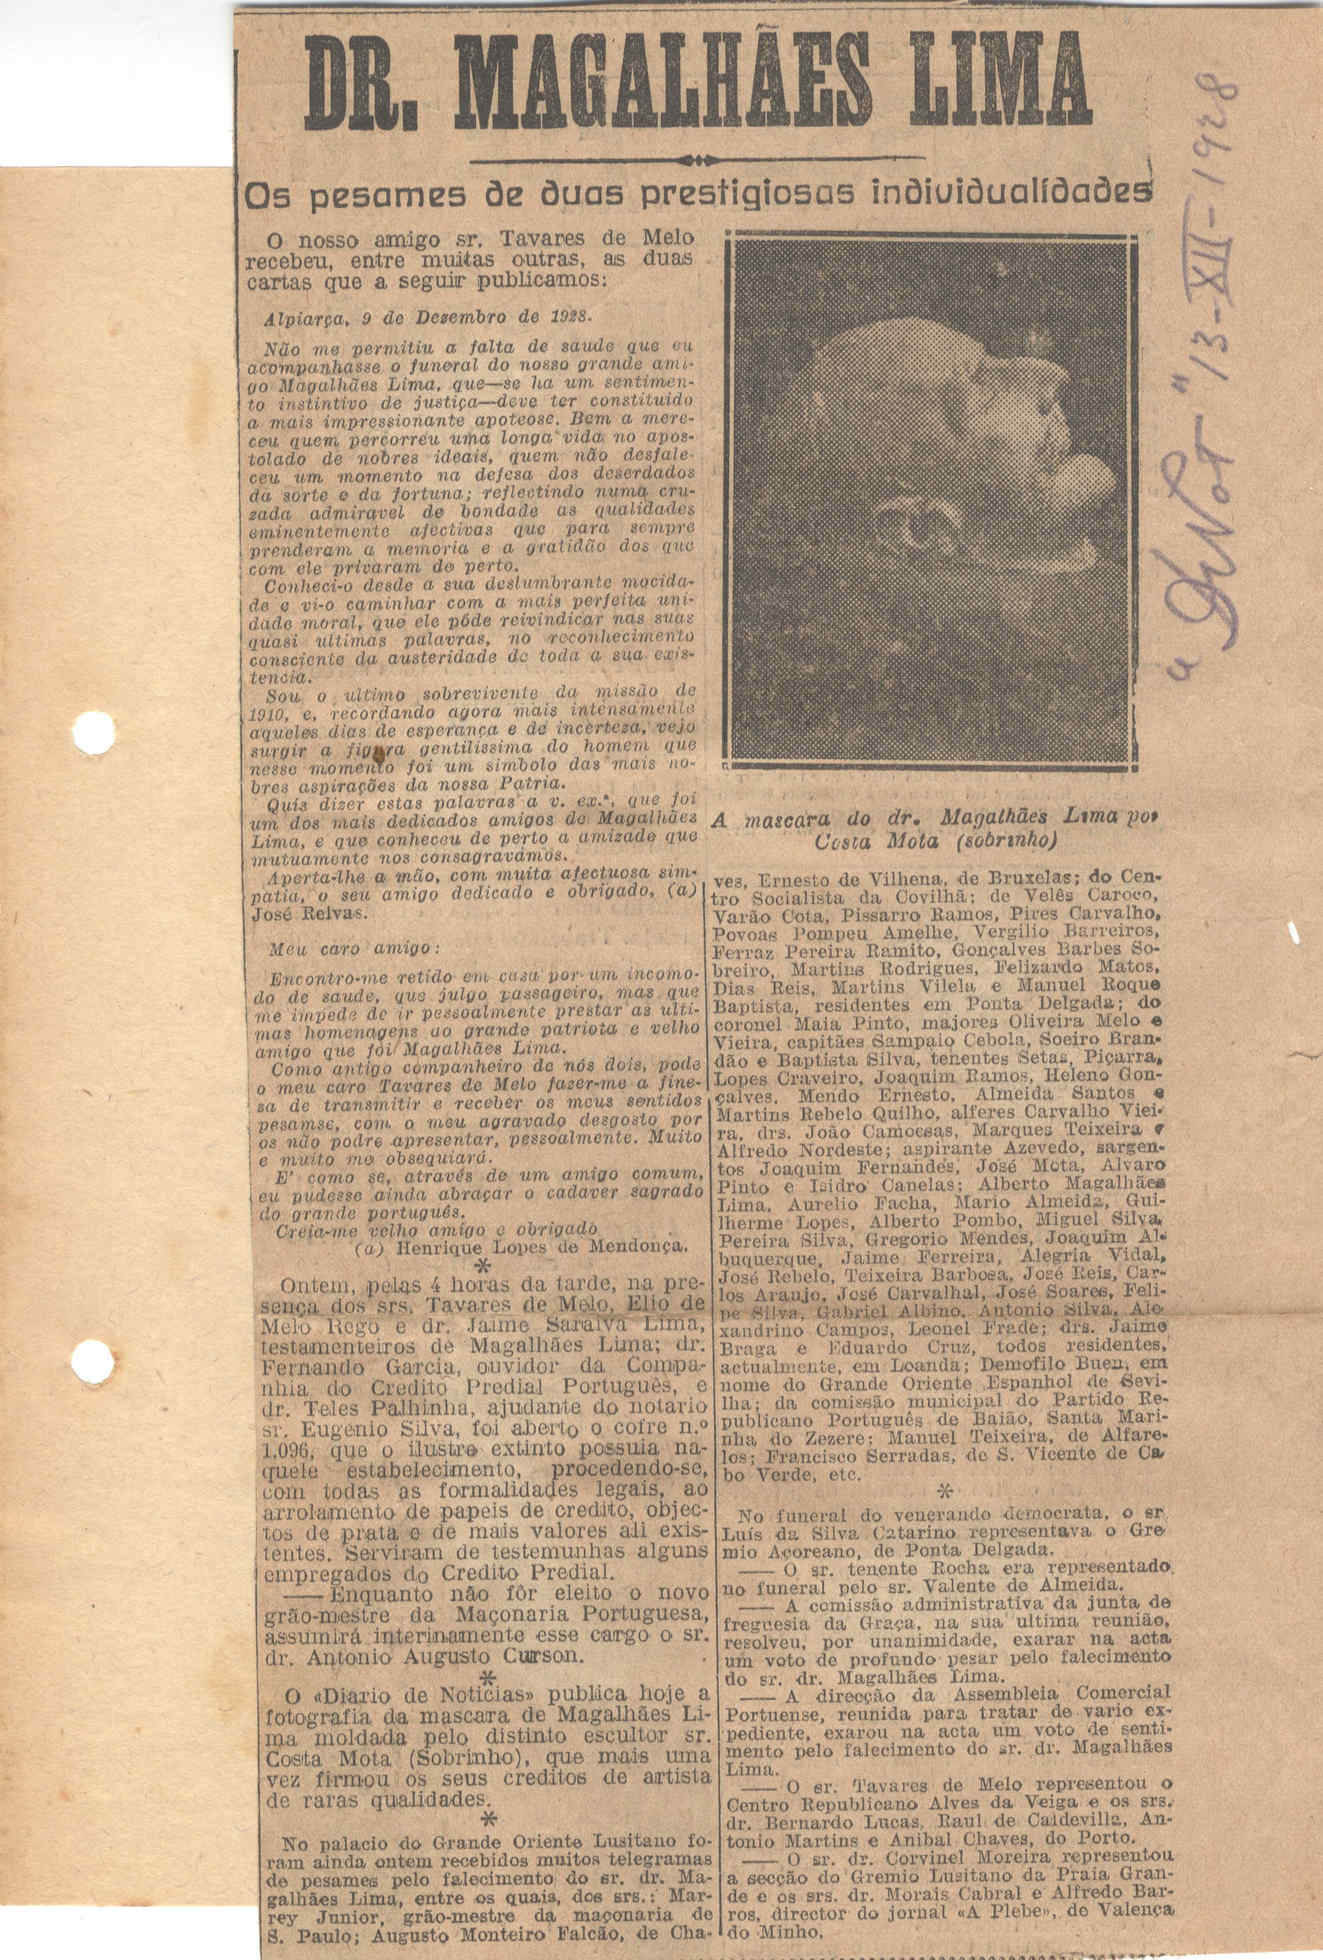 DR. MAGALHÃES LIMA
Os pesames de duas prestigiosas individualidades
O nosso amigo sr. Tavares de Melo
recebeu, entre muitas outras, as duas
cartas que a seguir publicamos:
Alpiarça, 9 de Desembro de 1928.
Não me permitiu a falta de saude que eu
acompanhasse o funeral do nosso grande ami-
go Magalhães Lima, que—se ha um sentimen-
to instintivo de justiça—deve ter constituido
a mais impressionante apoteose. Bem a mere-
ceu quem percorreu uma longa vida no apos-
tolado de nobres ideais, quem não desfale-
ceu um momento na defesa dos deserdados
da sorte e da fortuna; reflectindo numa cru-
zada admiravel de bondade as qualidades
eminentemente afectivas que para sempre
prenderam a memoria e a gratidão dos que
com ele privaram de perto.
Conheci-o desde a sua deslumbrante mocida-
de e vi-o caminhar com a mais perfeita uni-
dade moral, que ele pôde reivindicar nas suas
quasi ultimas palavras, no reconhecimento
consciente da austeridade de toda a sua exis-
tencia.
Sou o ultimo sobrevivente da missão de
1910, e, recordando agora mais intensamente
aqueles dias de esperança e de incerteza, vejo
surgir a figura gentilissima do homem que
nesse momento foi um simbolo das mais no-
bres aspirações da nossa Patria.
Quis dizer estas palavras a v. ex.ª, que foi
um dos mais dedicados amigos de Magalhães
Lima, e que conheceu de perto a amizade que
mutuamente nos consagravamos.
Aperta-lhe a mão, com muita afectuosa sim-
patia, o seu amigo dedicado e obrigado, (a)
José Relvas.
Meu caro amigo:
Encontro-me retido em casa por um incomo-
do de saude, que julgo passageiro, mas que
me impede de ir pessoalmente prestar as ulti-
mas homenagens ao grande patriota e velho
amigo que foi Magalhães Lima.
Como antigo companheiro de nós dois, pode
o meu caro Tavares de Melo fazer-me a fine-
sa de transmitir e receber os meus sentidos
pesamse, com o meu agravado desgosto por
os não podre apresentar, pessoalmente. Muito
e muito me obsequiará.
E' como se, através de um amigo comum,
eu pudesse ainda abraçar o cadaver sagrado
do grande português.
Creia-me velho amigo e obrigado
(a) Henrique Lopes de Mendonça.
*
Ontem, pelas 4 horas da tarde, na pre-
sença dos srs. Tavares de Melo, Elio de
Melo Rego e dr. Jaime Saraiva Lima,
testamenteiros de Magalhães Lima; dr.
Fernando Garcia, ouvidor da Compa-
nhia do Credito Predial Português, e
dr. Teles Palhinha, ajudante do notario
sr. Eugenio Silva, foi aberto o cofre n.º
1.096, que o ilustre extinto possuia na-
quele estabelecimento, procedendo-se,
com todas as formalidades legais, ao
arrolamento de papeis de credito, objec-
tos de prata e de mais valores ali exis-
tentes. Serviram de testemunhas alguns
empregados do Credito Predial.
—Enquanto não fôr eleito o novo
grão-mestre da Maçonaria Portuguesa,
assumirá interinamente esse cargo o sr.
dr. Antonio Augusto Curson.
*
O «Diario de Noticias» publica hoje a
fotografia da mascara de Magalhães Li-
ma moldada pelo distinto escultor sr.
Costa Mota (Sobrinho), que mais uma
vez firmou os seus creditos de artista
de raras qualidades.
*
No palacio do Grande Oriente Lusitano fo-
ram ainda ontem recebidos muitos telegramas
de pesames pelo falecimento do sr. dr. Ma-
galhães Lima, entre os quais, dos srs.: Mar-
rey Junior, grão-mestre da maçonaria de
S. Paulo; Augusto Monteiro Falcão, de Cha-
A mascara do dr. Magalhães Lima por
Costa Mota (sobrinho)
ves, Ernesto de Vilhena, de Bruxelas; do Cen-
tro Socialista da Covilhã; de Velês Caroço,
Varão Cota, Pissarro Ramos, Pires Carvalho,
Povoas Pompeu Amelhe, Vergilio Barreiros,
Ferraz Pereira Ramito, Gonçalves Barbes So-
breiro, Martins Rodrigues, Felizardo Matos,
Dias Reis, Martins Vilela e Manuel Roque
Baptista, residentes em Ponta Delgada; do
coronel Maia Pinto, majores Oliveira Melo e
Vieira, capitães Sampaio Cebola, Soeiro Bran-
dão e Baptista Silva, tenentes Setas, Piçarra,
Lopes Craveiro, Joaquim Ramos, Heleno Gon-
çalves, Mendo Ernesto, Almeida Santos e
Martins Rebelo Quilho, alferes Carvalho Viei-
ra, drs. João Camoesas, Marques Teixeira e
Alfredo Nordeste; aspirante Azevedo, sargen-
tos Joaquim Fernandes, José Mota, Alvaro
Pinto e Isidro Canelas; Alberto Magalhães
Lima, Aurelio Facha, Mario Almeida, Gui-
lherme Lopes, Alberto Pombo, Miguel Silva,
Pereira Silva, Gregorio Mendes, Joaquim Al-
buquerque, Jaime Ferreira, Alegria Vidal,
José Rebelo, Teixeira Barbosa, José Reis, Car-
los Araujo, José Carvalhal, José Soares, Feli-
pe Silva, Gabriel Albino, Antonio Silva, Ale-
xandrino Campos, Leonel Frade; drs. Jaime
Braga e Eduardo Cruz, todos residentes,
actualmente, em Loanda; Demofilo Buen, em
nome do Grande Oriente Espanhol de Sevi-
lha; da comissão municipal do Partido Re-
publicano Português de Baião, Santa Mari-
nha do Zezere; Manuel Teixeira, de Alfare-
los; Francisco Serradas, de S. Vicente de Ca
bo Verde, etc.
*
No funeral do venerando democrata, o sr.
Luís da Silva Catarino representava o Gre
mio Açoreano, de Ponta Delgada.
— O sr. tenente Rocha era representado
no funeral pelo sr. Valente de Almeida.
— A comissão administrativa da junta de
freguesia da Graça, na sua ultima reunião,
resolveu, por unanimidade, exarar na acta
um voto de profundo pesar pelo falecimento
do sr. dr. Magalhães Lima.
— A direcção da Assembleia Comercial
Portuense, reunida para tratar de vario ex-
pediente, exarou na acta um voto de senti-
mento pelo falecimento do sr. dr. Magalhães
Lima.
— O sr. Tavares de Melo representou o
Centro Republicano Alves da Veiga e os srs.
dr. Bernardo Lucas, Raul de Caldevilla, An-
tonio Martins e Anibal Chaves, do Porto.
— O sr. dr. Corvinel Moreira representou
a secção do Gremio Lusitano da Praia Gran-
de e os srs. dr. Morais Cabral e Alfredo Bar-
ros, director do jornal «A Plebe», de Valença
do Minho.
13-XII-1928